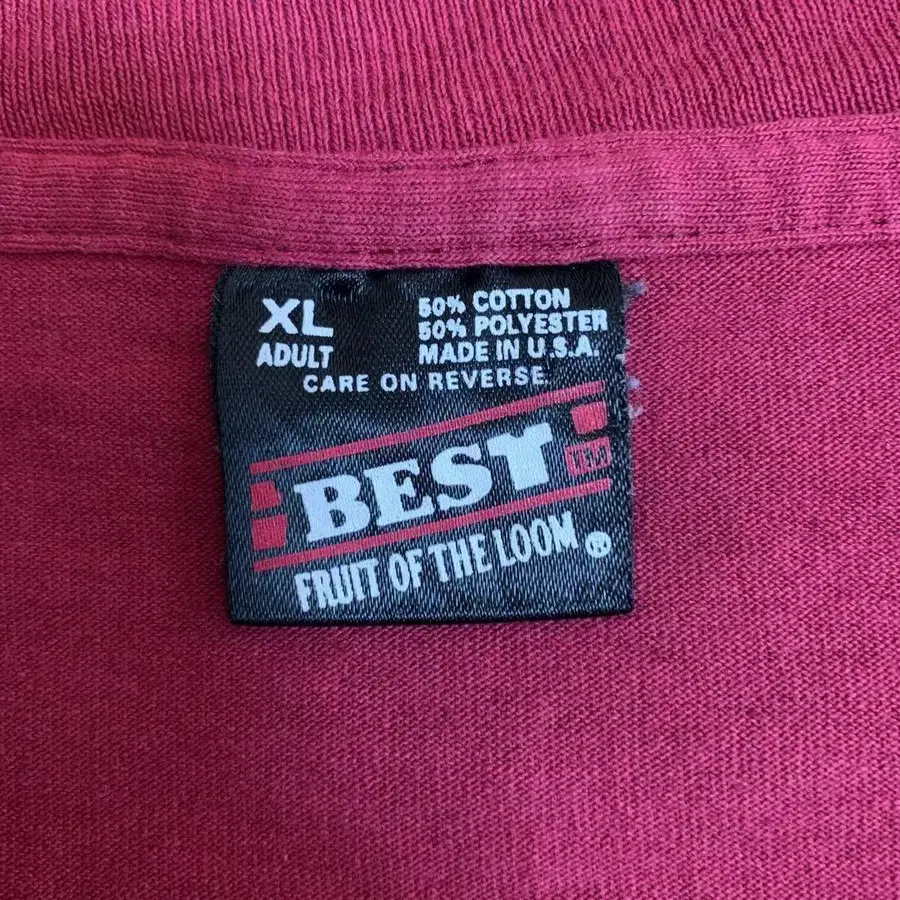 XL
ADULT
50% COTTON
50% POLYESTER
MADE IN U.S.A.
CARE ON REVERSE
BEST
FRUIT OF THE LOOM®